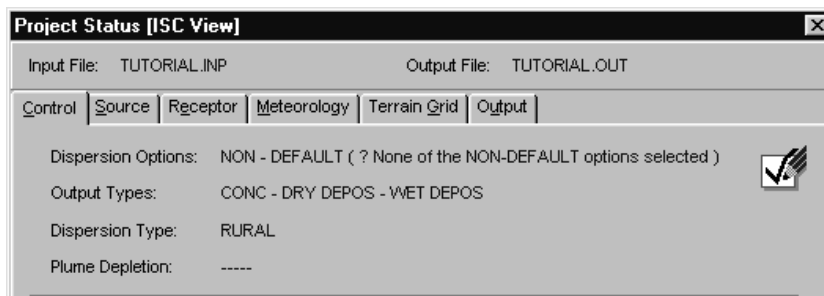 Project Status [ISC View]
Input File: TUTORIAL.INP Output File: TUTORIAL.OUT
Control Source Receptor Meteorology Terrain Grid Output
Dispersion Options: NON - DEFAULT ( ? None of the NON-DEFAULT options selected )
Output Types: CONC - DRY DEPOS - WET DEPOS
Dispersion Type: RURAL
Plume Depletion: -----